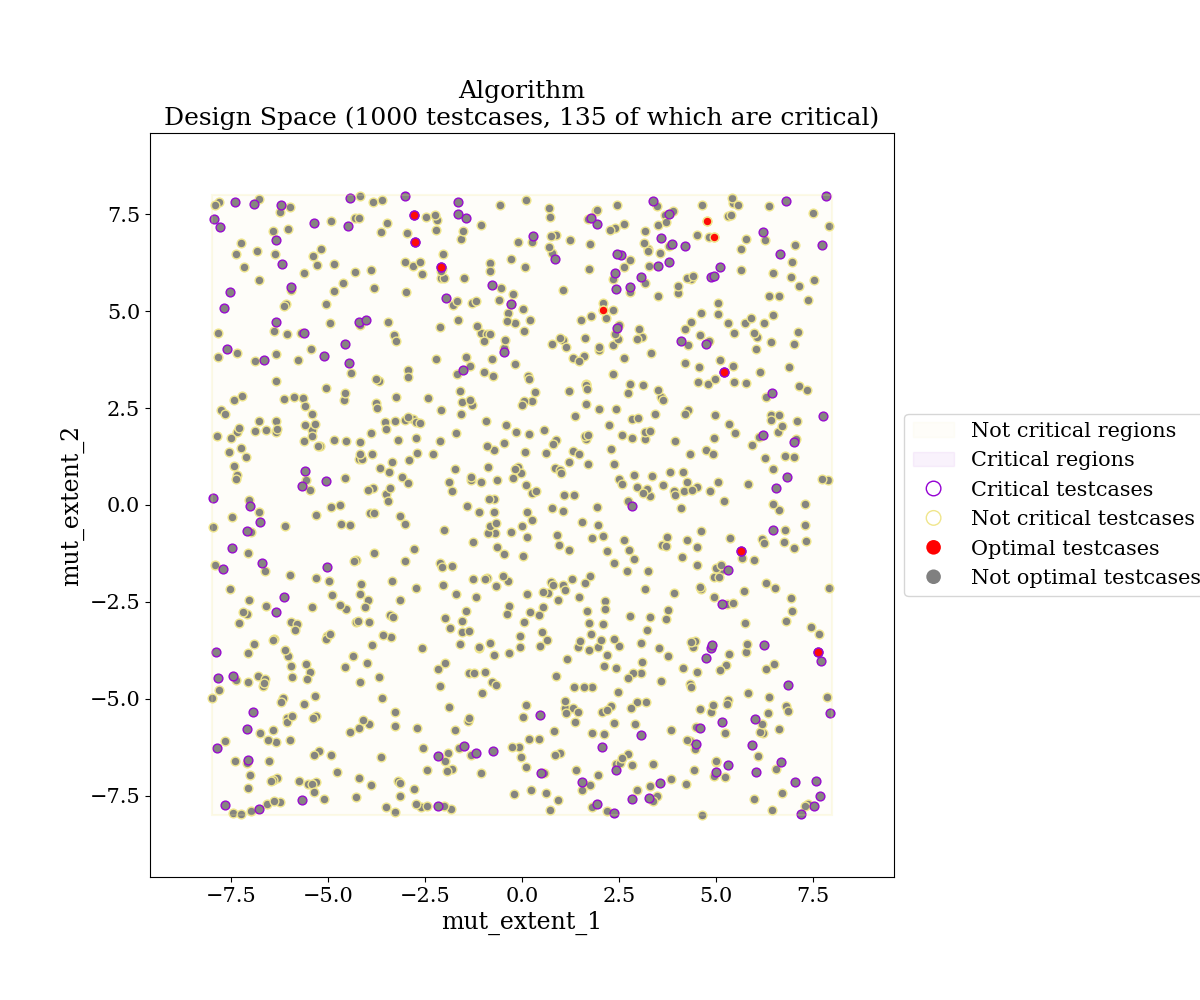 Algorithm
Design Space (1000 testcases, 135 of which are critical)
7.5
5.0
2.5
0.0
−2.5
−5.0
−7.5
mut_extent_2
−7.5
−5.0
−2.5
0.0
2.5
5.0
7.5
mut_extent_1
Not critical regions
Critical regions
Critical testcases
Not critical testcases
Optimal testcases
Not optimal testcases